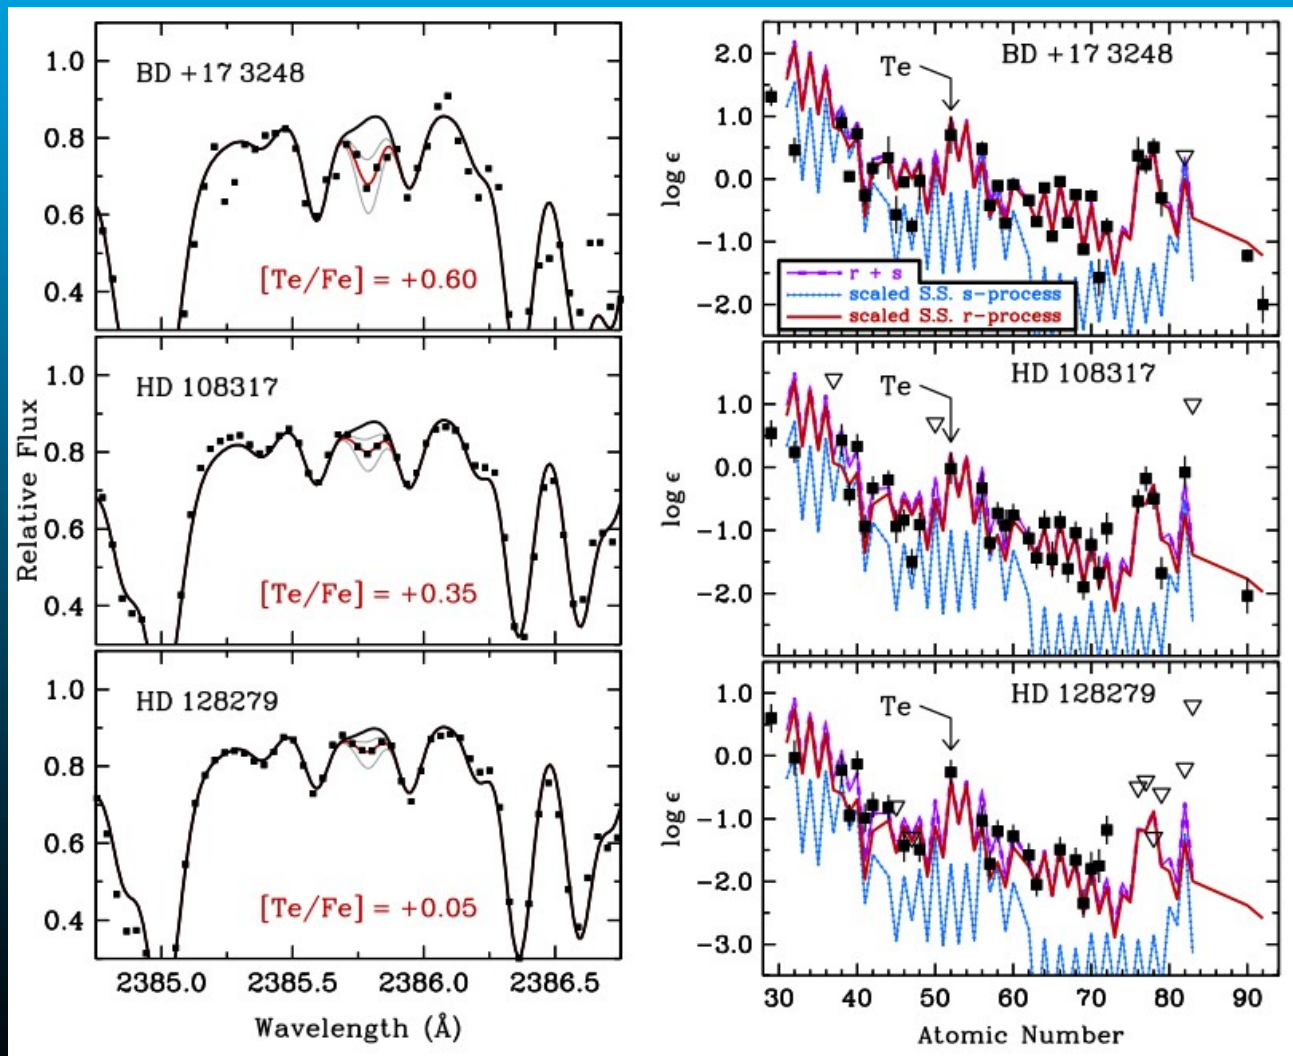 BD +17 3248
[Te/Fe] = +0.60
1.0
0.8
0.6
0.4
HD 108317
[Te/Fe] = +0.35
1.0
0.8
0.6
0.4
HD 128279
[Te/Fe] = +0.05
1.0
0.8
0.6
0.4
Relative Flux
2385.0 2385.5 2386.0 2386.5
Wavelength (Å)
BD +17 3248
Te
2.0
1.0
0.0
−1.0
−2.0
log ε
r + s
scaled S.S. s-process
scaled S.S. r-process
HD 108317
Te
1.0
0.0
−1.0
−2.0
log ε
HD 128279
Te
1.0
0.0
−1.0
−2.0
−3.0
log ε
30 40 50 60 70 80 90
Atomic Number